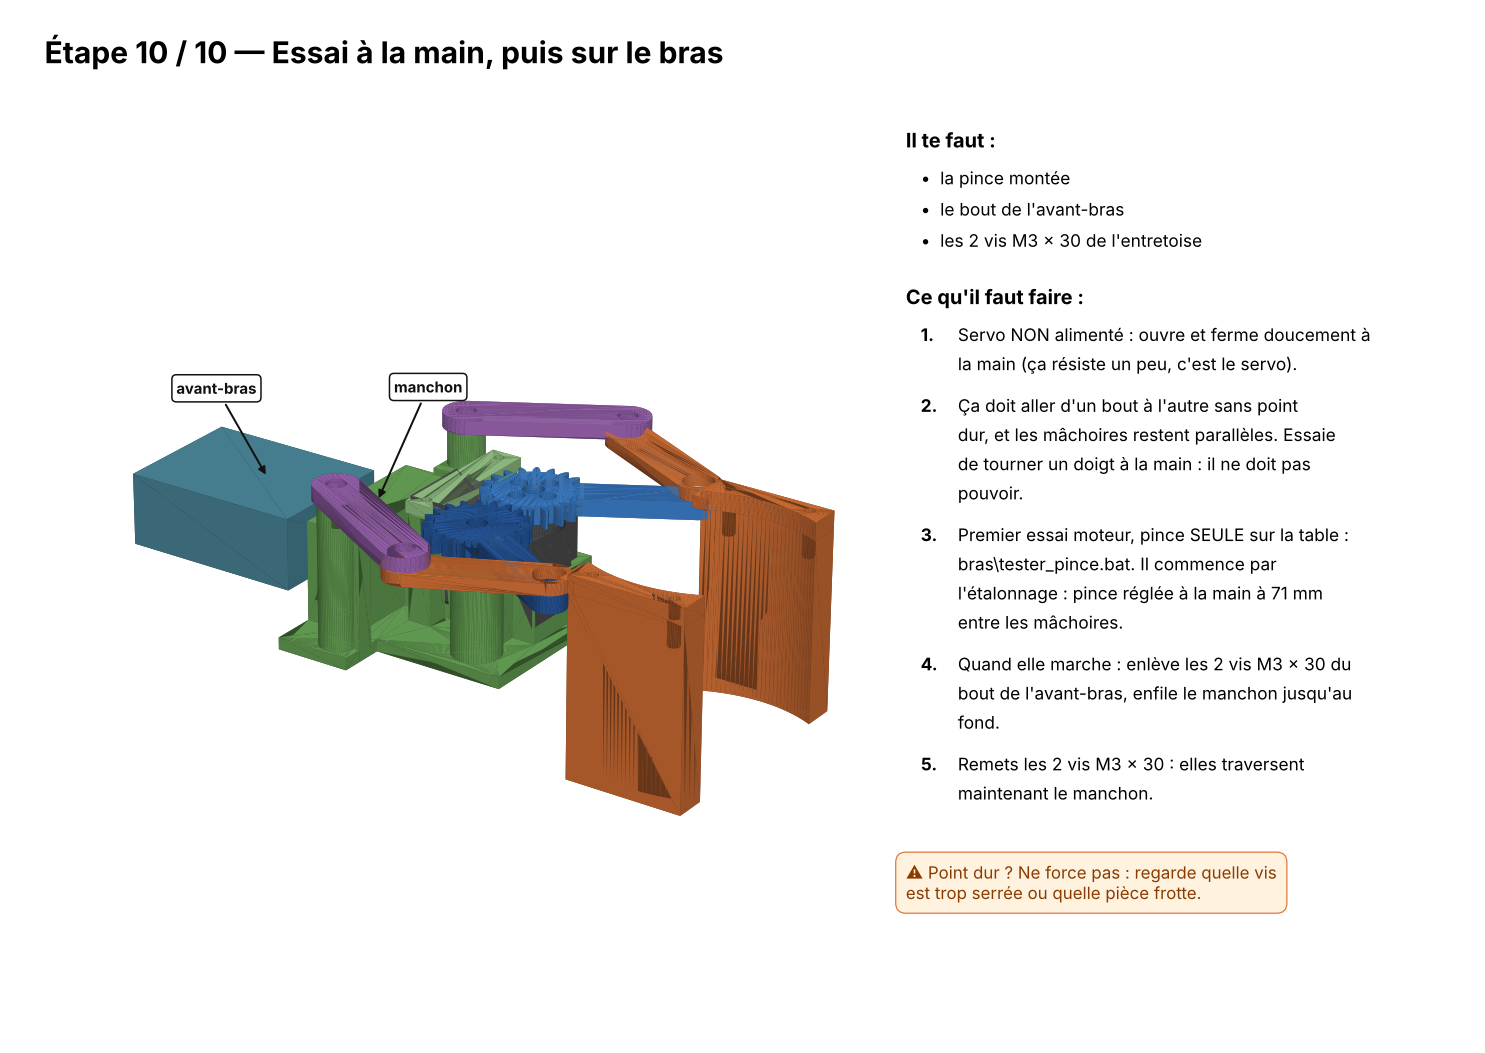 Étape 10 / 10 — Essai à la main, puis sur le bras
avant-bras
manchon
Il te faut :
• la pince montée
• le bout de l'avant-bras
• les 2 vis M3 × 30 de l'entretoise
Ce qu'il faut faire :
1. Servo NON alimenté : ouvre et ferme doucement à
la main (ça résiste un peu, c'est le servo).
2. Ça doit aller d'un bout à l'autre sans point
dur, et les mâchoires restent parallèles. Essaie
de tourner un doigt à la main : il ne doit pas
pouvoir.
3. Premier essai moteur, pince SEULE sur la table :
bras\tester_pince.bat. Il commence par
l'étalonnage : pince réglée à la main à 71 mm
entre les mâchoires.
4. Quand elle marche : enlève les 2 vis M3 × 30 du
bout de l'avant-bras, enfile le manchon jusqu'au
fond.
5. Remets les 2 vis M3 × 30 : elles traversent
maintenant le manchon.
⚠ Point dur ? Ne force pas : regarde quelle vis
est trop serrée ou quelle pièce frotte.